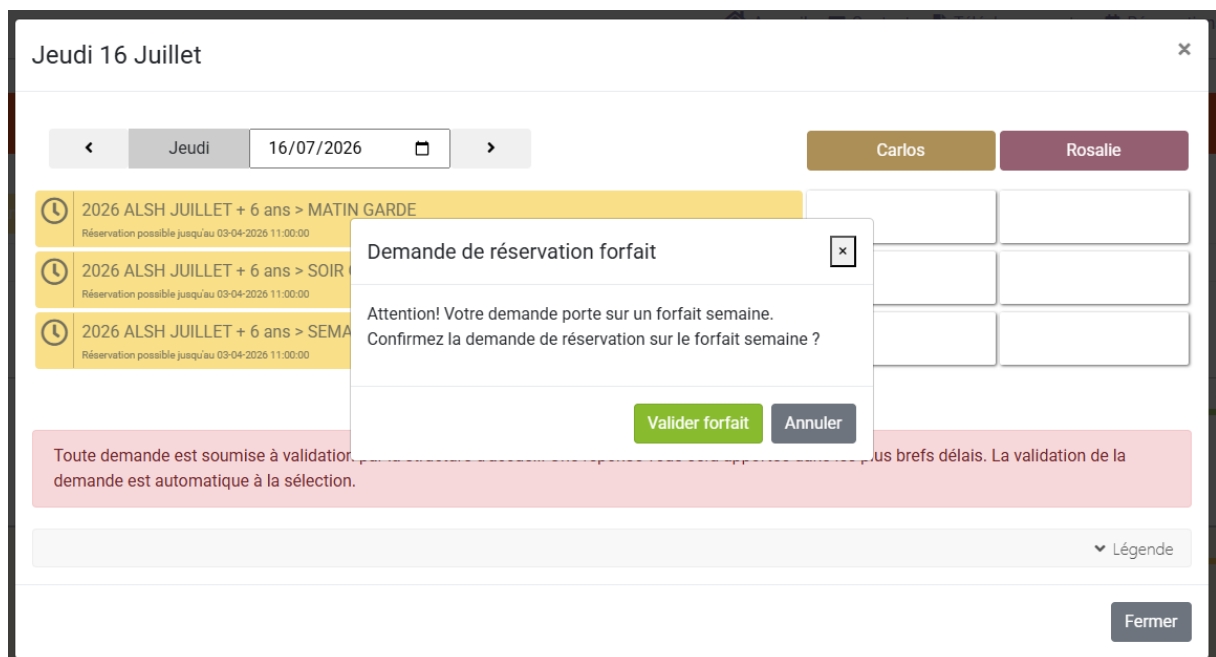 Jeudi 16 Juillet
×
Jeudi
16/07/2026
Carlos
Rosalie
2026 ALSH JUILLET + 6 ans > MATIN GARDE
Réservation possible jusqu'au 03-04-2026 11:00:00
2026 ALSH JUILLET + 6 ans > SOIR
Réservation possible jusqu'au 03-04-2026 11:00:00
2026 ALSH JUILLET + 6 ans > SEMA
Réservation possible jusqu'au 03-04-2026 11:00:00
Demande de réservation forfait
×
Attention! Votre demande porte sur un forfait semaine.
Confirmez la demande de réservation sur le forfait semaine ?
Valider forfait
Annuler
Toute demande est soumise à validation plus brefs délais. La validation de la
demande est automatique à la sélection.
Légende
Fermer